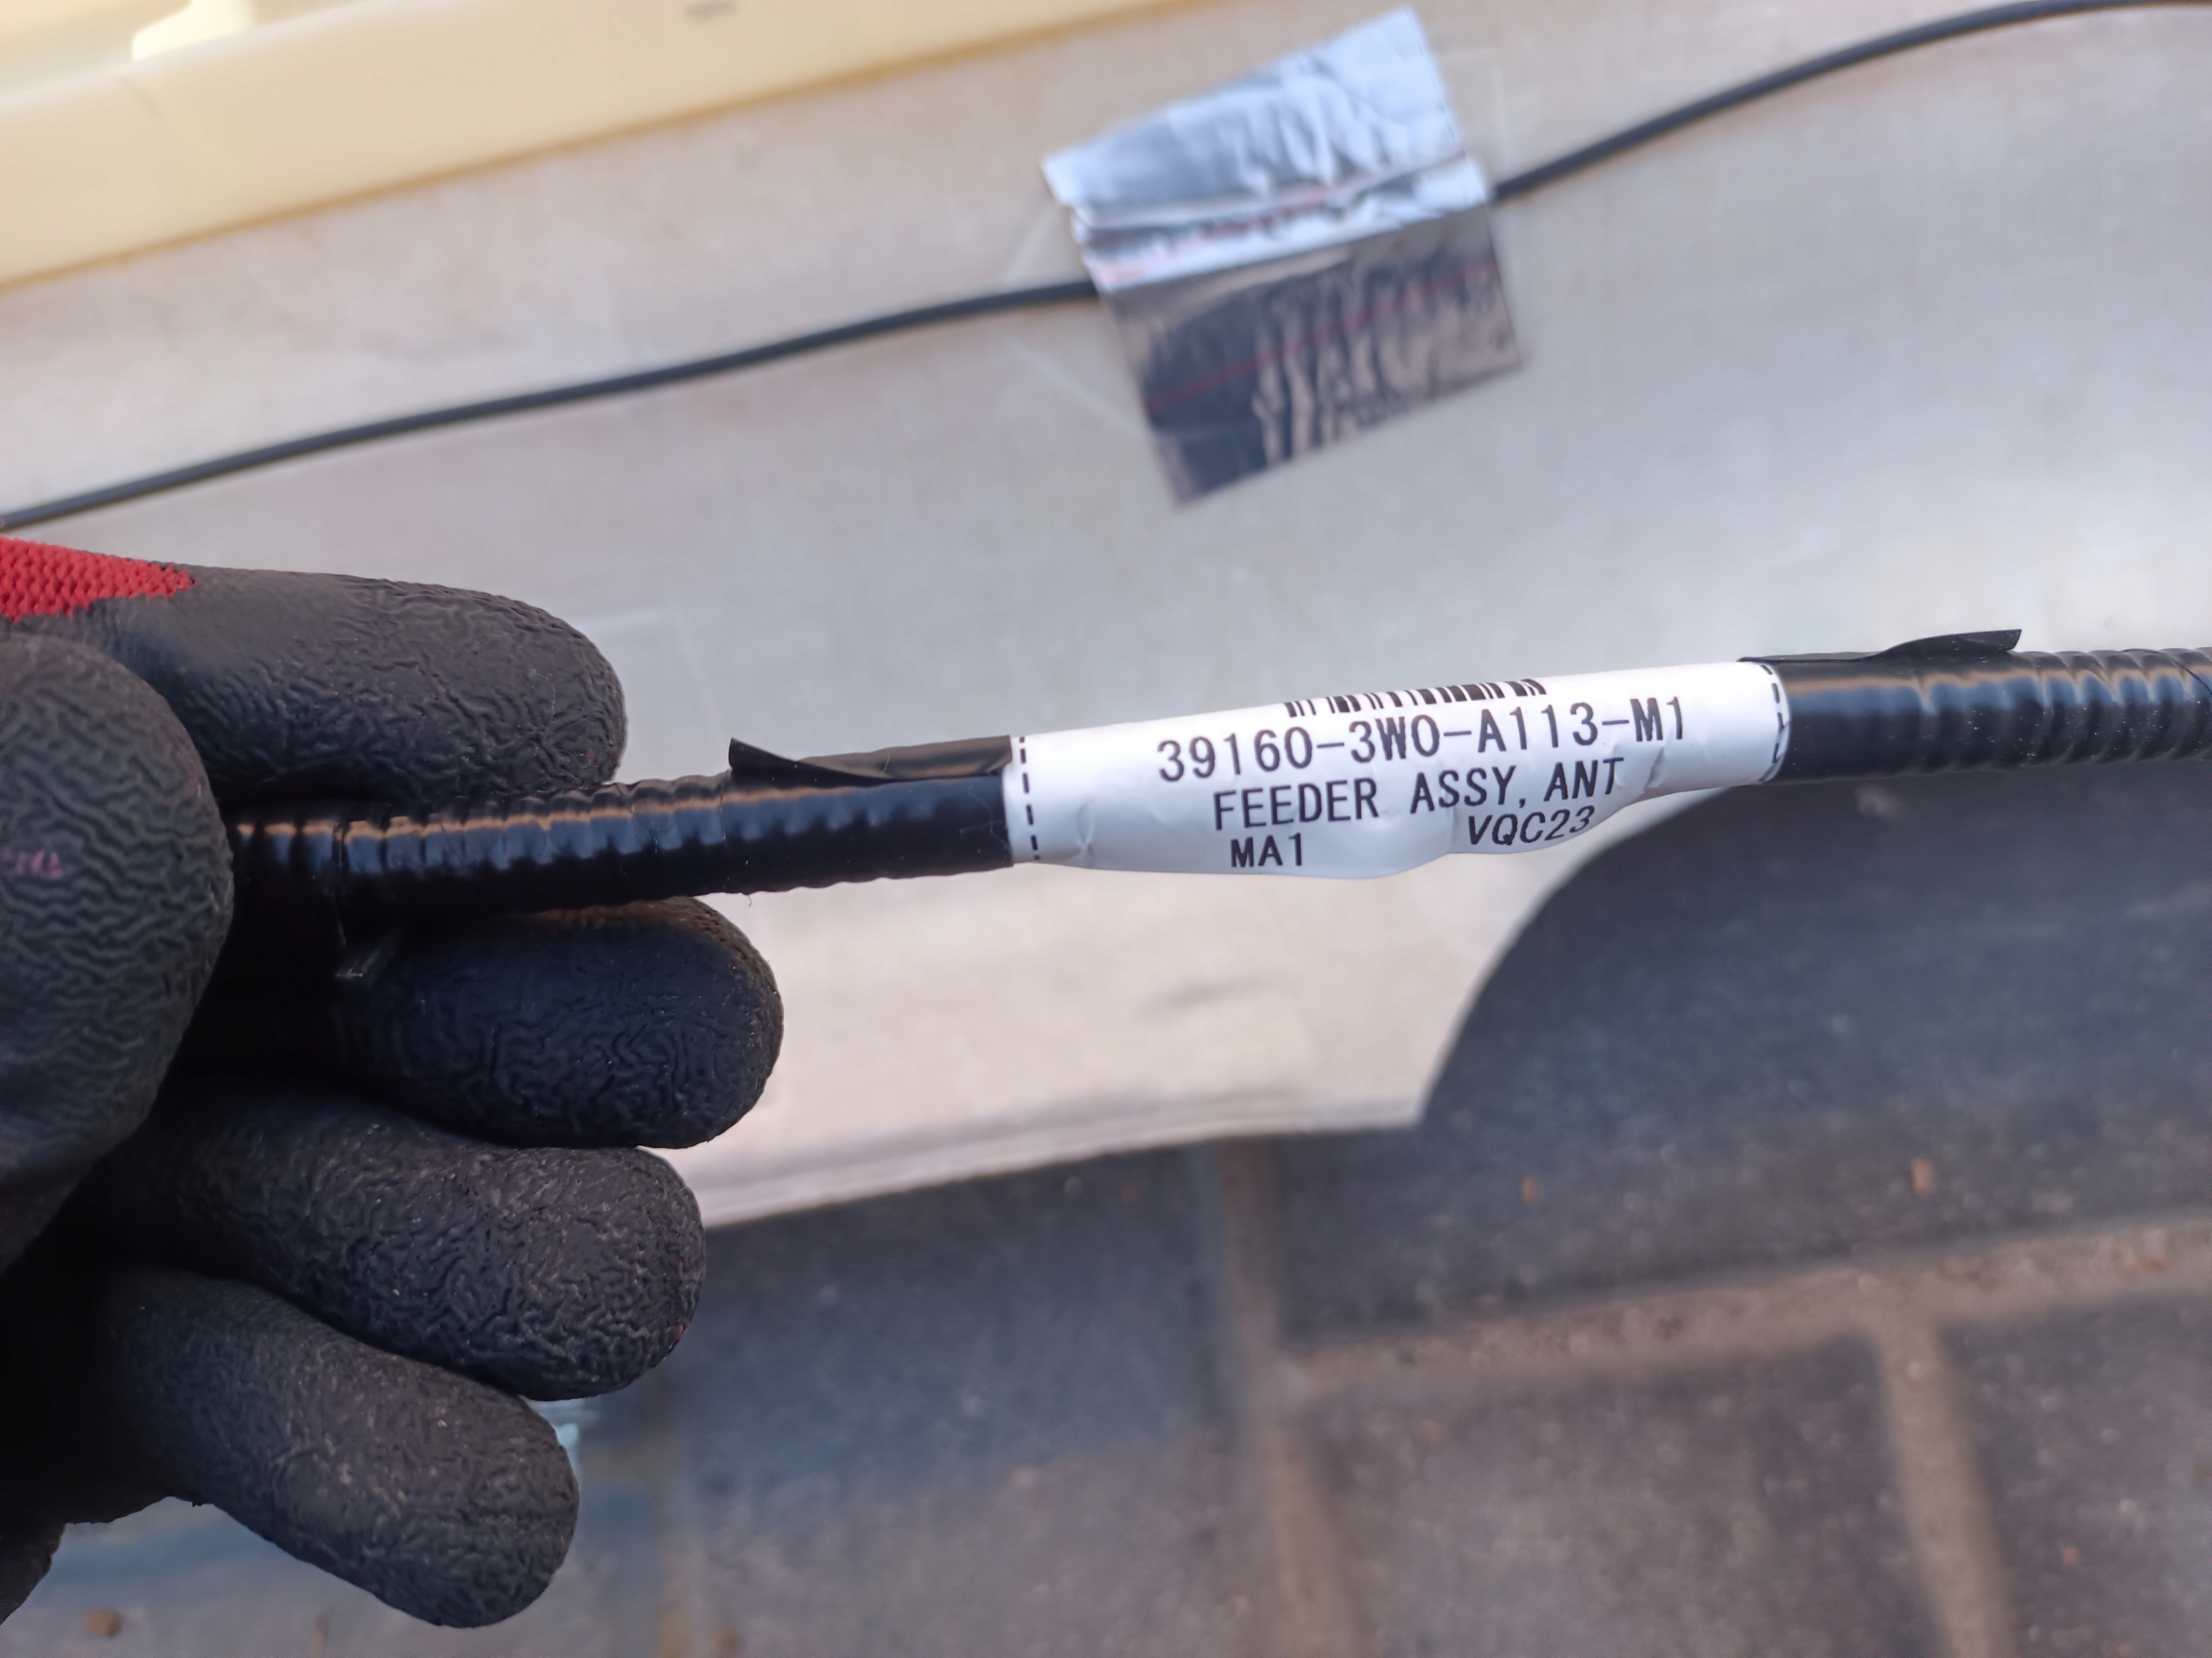 39160-3W0-A113-M1
FEEDER ASSY, ANT
MA1 VQC23